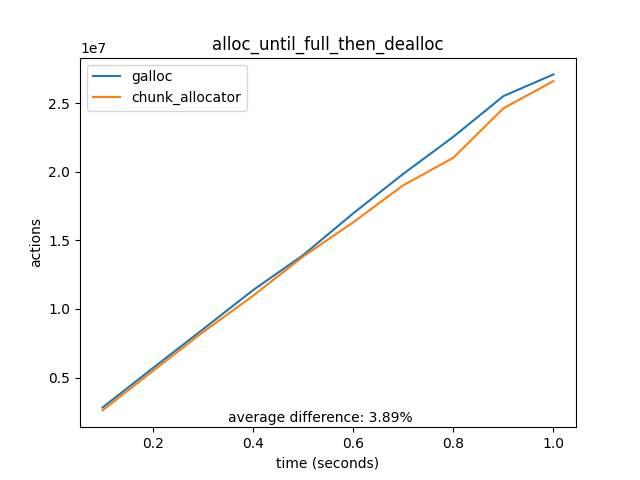 alloc_until_full_then_dealloc
1e7
galloc
chunk_allocator
2.5
2.0
1.5
1.0
0.5
actions
average difference: 3.89%
0.2 0.4 0.6 0.8 1.0
time (seconds)